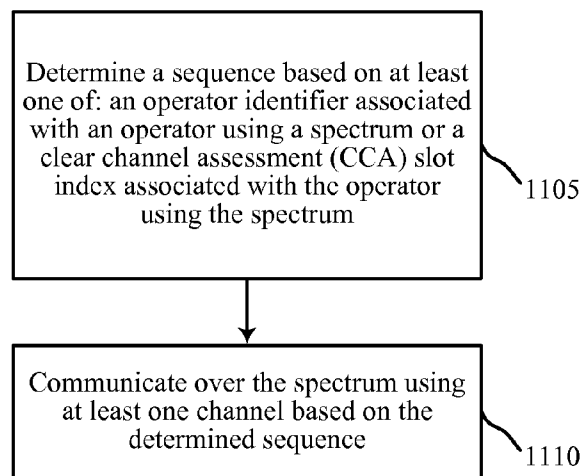 Determine a sequence based on at least
one of: an operator identifier associated
with an operator using a spectrum or a
clear channel assessment (CCA) slot
index associated with the operator
using the spectrum
1105
Communicate over the spectrum using
at least one channel based on the
determined sequence
1110